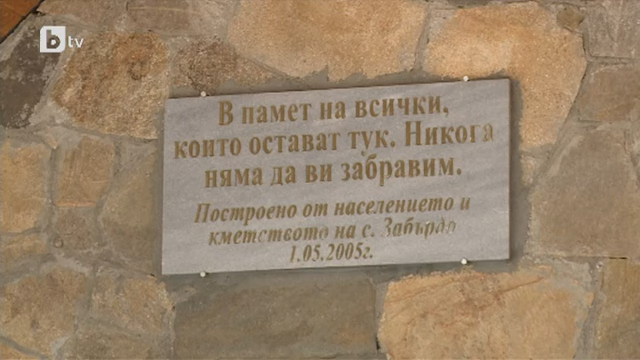 btv
В памет на всички,
които остават тук. Никога
няма да ви забравим.
Построено от населението и
кметството на с. Забърдо
1.05.2005г.